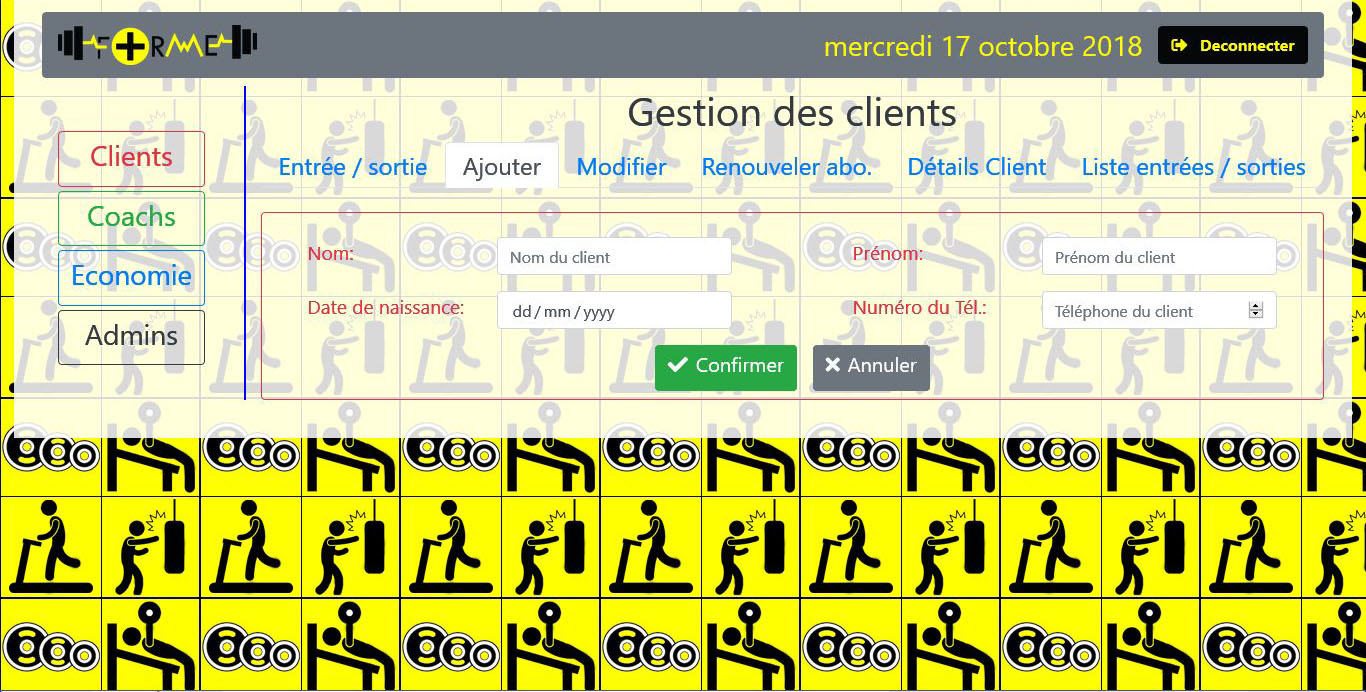 F+RME
mercredi 17 octobre 2018
Deconnecter
Gestion des clients
Clients
Coachs
Economie
Admins
Entrée / sortie
Ajouter
Modifier
Renouveler abo.
Détails Client
Liste entrées / sorties
Nom:
Nom du client
Prénom:
Prénom du client
Date de naissance:
dd / mm / yyyy
Numéro du Tél.:
Téléphone du client
Confirmer
Annuler